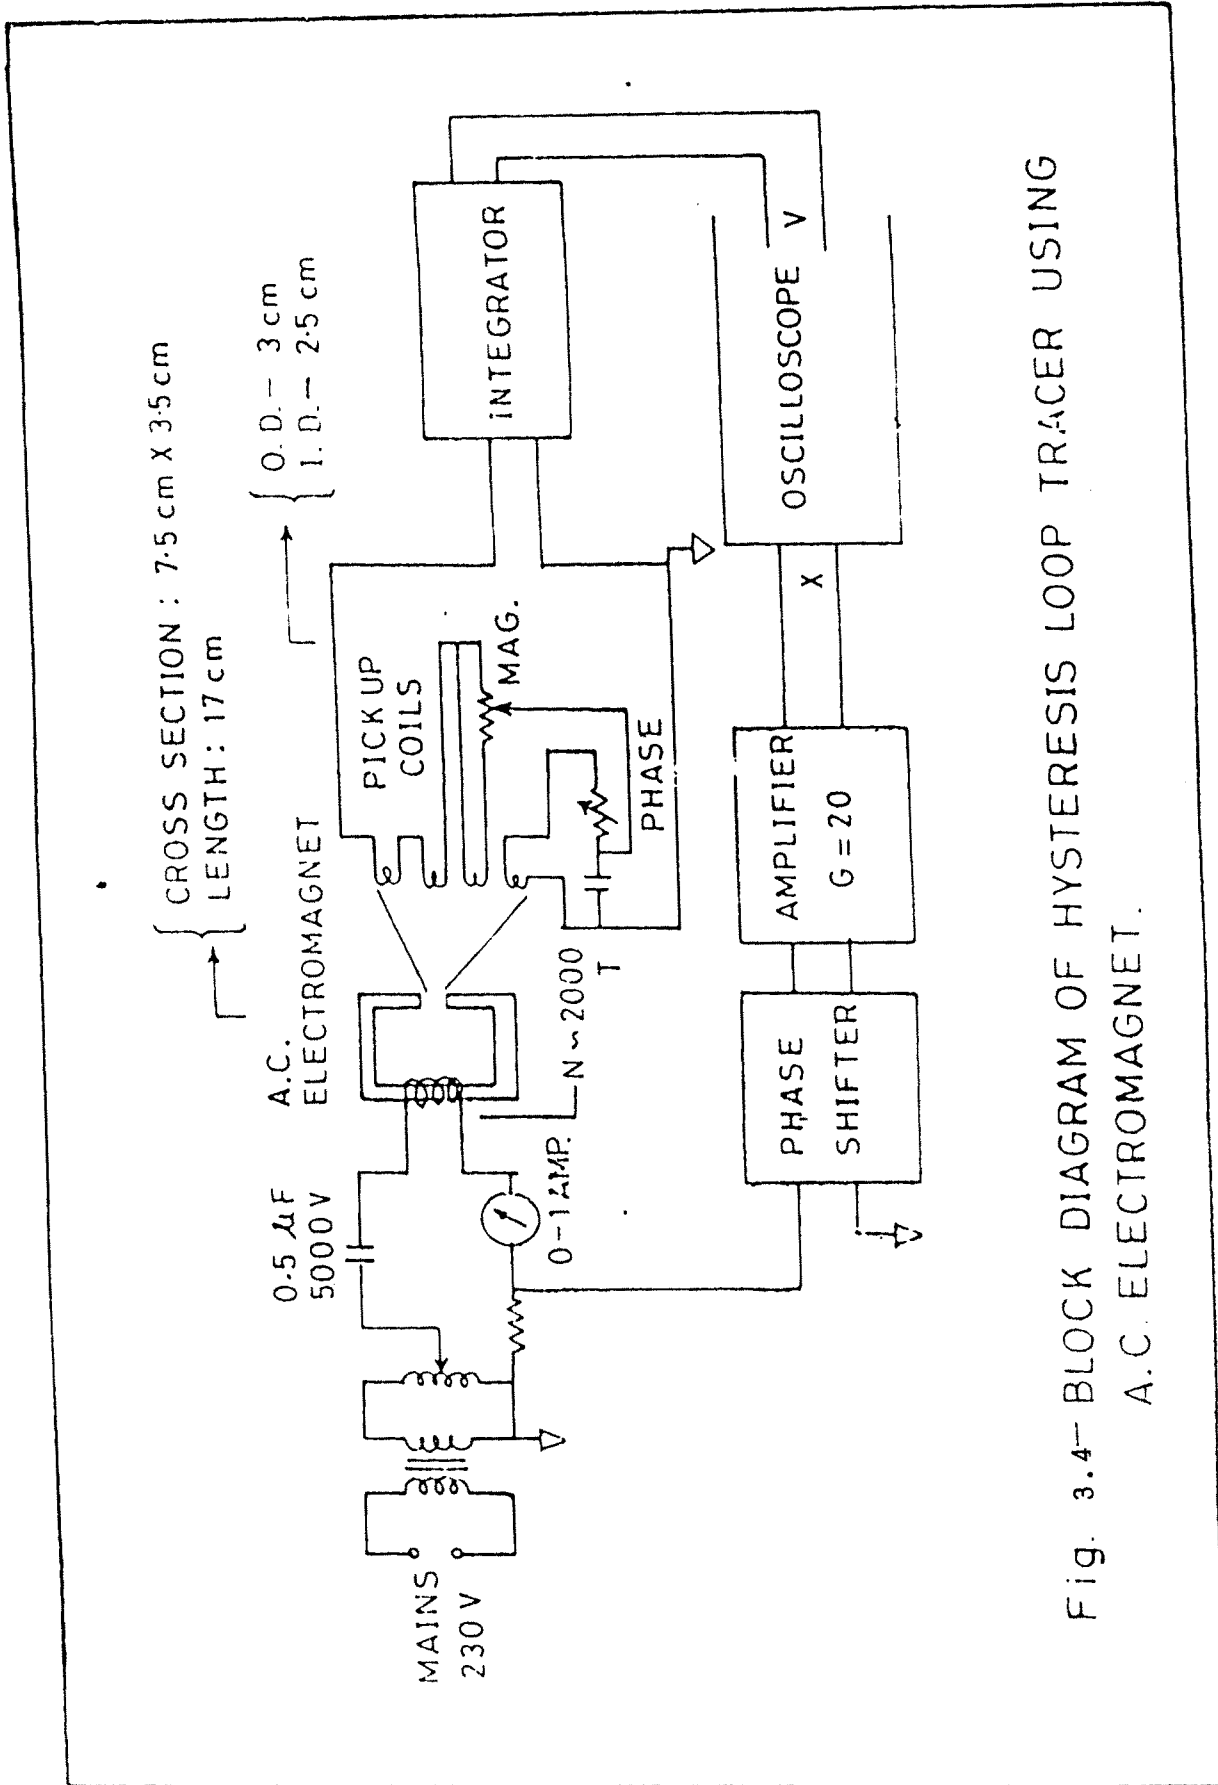 CROSS SECTION : 7.5 cm X 3.5 cm
LENGTH : 17 cm
O.D. — 3 cm
I.D. — 2.5 cm
A.C.
ELECTROMAGNET
0.5 µF
5000 V
PICK UP
COILS
MAG.
PHASE
INTEGRATOR
MAINS
230 V
0-1 AMP.
N ~ 2000
T
PHASE
SHIFTER
AMPLIFIER
G = 20
X
OSCILLOSCOPE
V
Fig. 3.4— BLOCK DIAGRAM OF HYSTERESIS LOOP TRACER USING
A.C. ELECTROMAGNET.